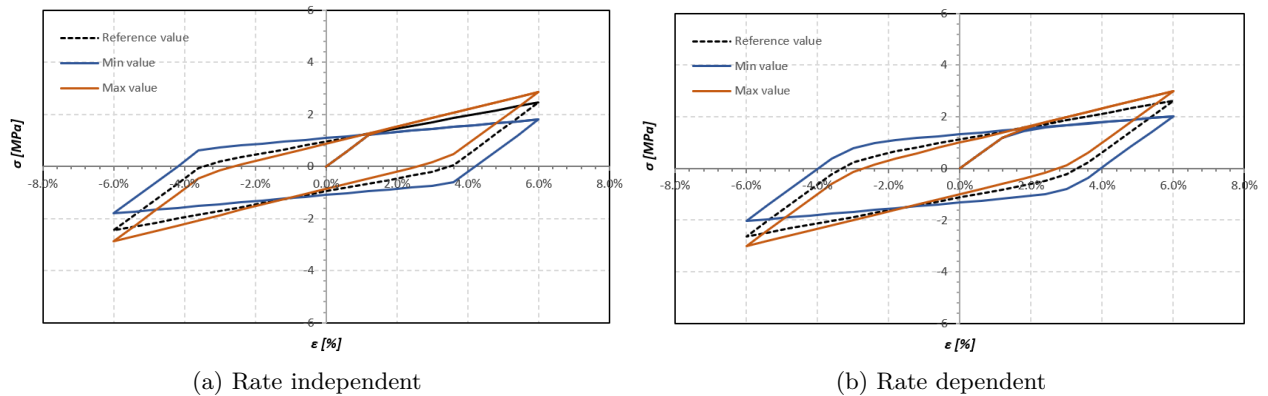 6
4
2
0
-2
-4
6
-8.0%
-6.0%
-4.0%
-2.0%
0.0%
2.0%
4.0%
6.0%
8.0%
σ [MPa]
ε [%]
Reference value
Min value
Max value
(a) Rate independent
6
4
2
0
-2
-4
6
-8.0%
-6.0%
-4.0%
-2.0%
0.0%
2.0%
4.0%
6.0%
8.0%
σ [MPa]
ε [%]
Reference value
Min value
Max value
(b) Rate dependent